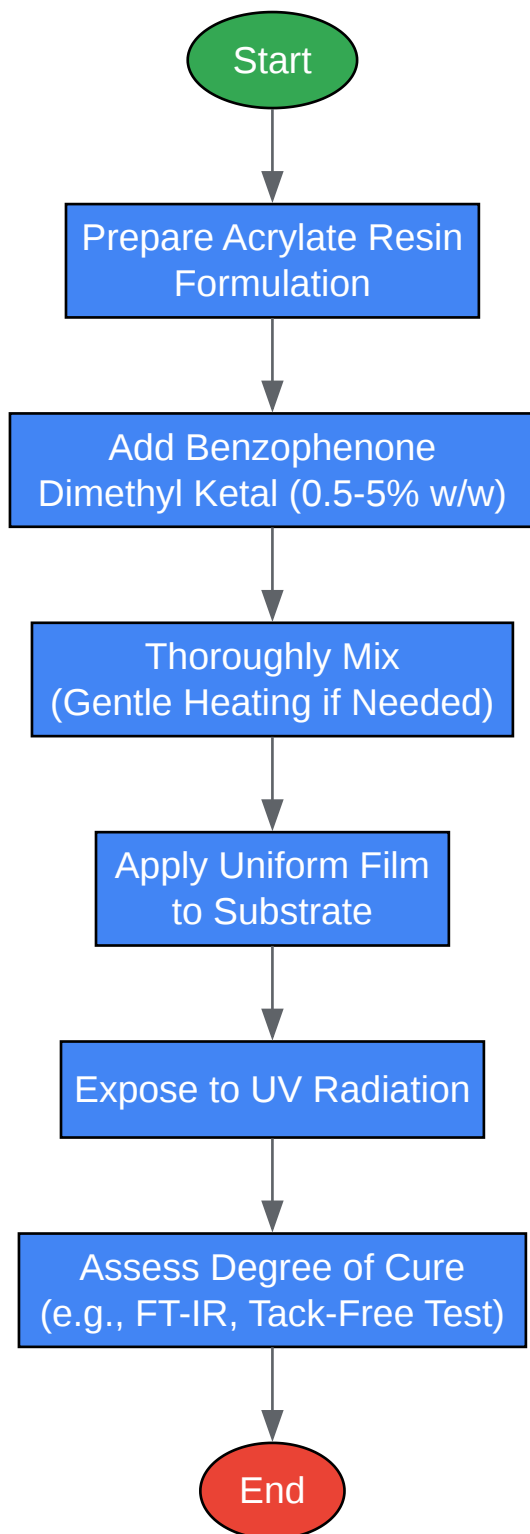 Start
Prepare Acrylate Resin
Formulation
Add Benzophenone
Dimethyl Ketal (0.5-5% w/w)
Thoroughly Mix
(Gentle Heating if Needed)
Apply Uniform Film
to Substrate
Expose to UV Radiation
Assess Degree of Cure
(e.g., FT-IR, Tack-Free Test)
End